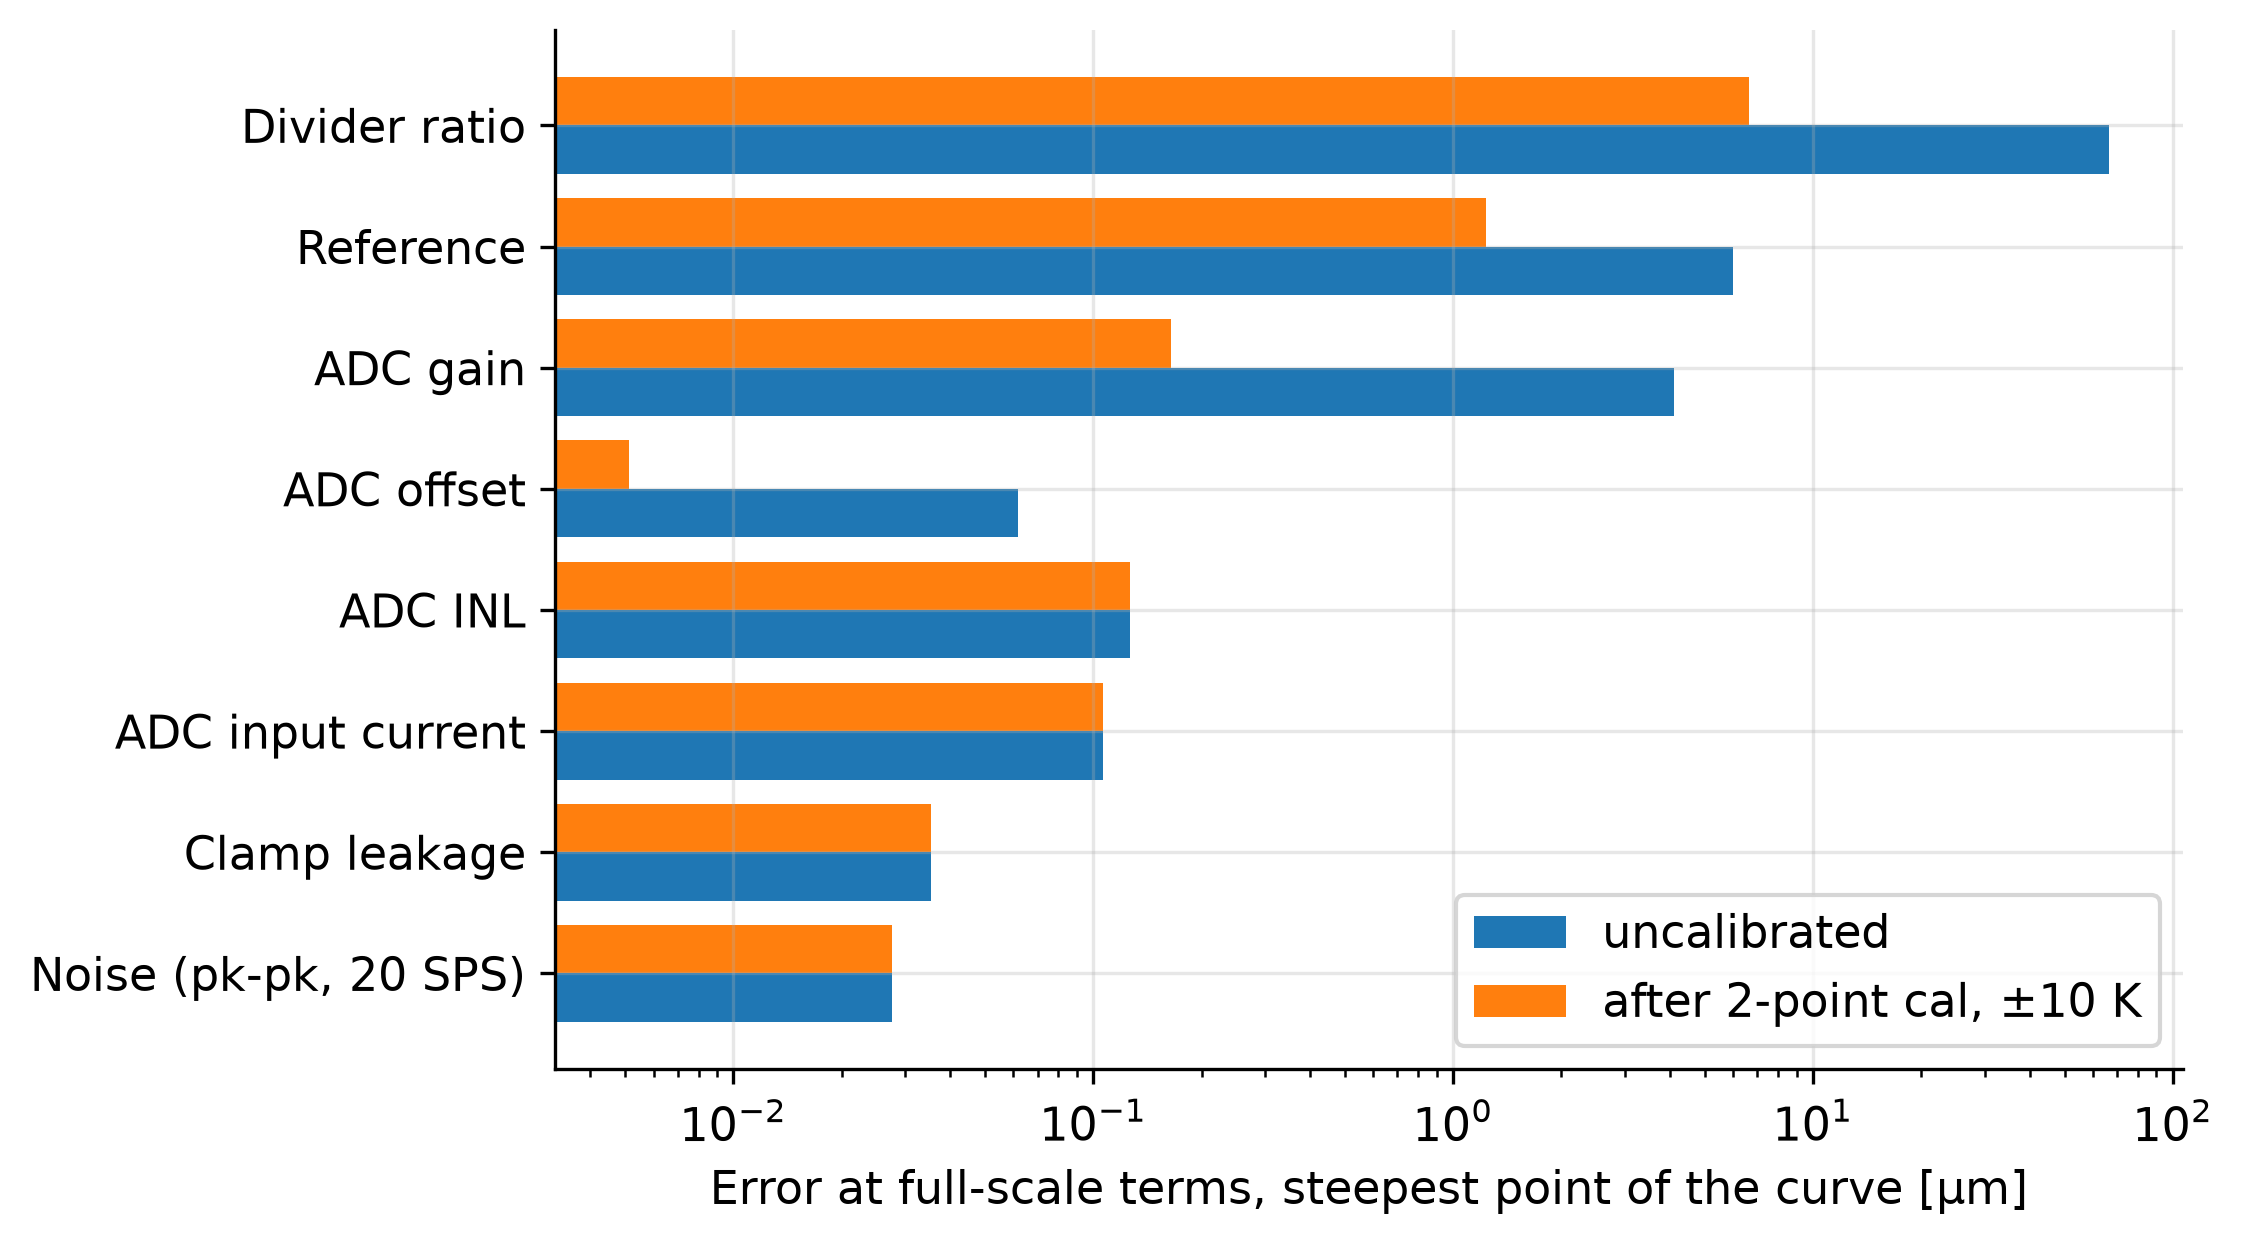 Divider ratio
Reference
ADC gain
ADC offset
ADC INL
ADC input current
Clamp leakage
Noise (pk-pk, 20 SPS)
uncalibrated
after 2-point cal, ±10 K
10⁻² 10⁻¹ 10⁰ 10¹ 10²
Error at full-scale terms, steepest point of the curve [µm]